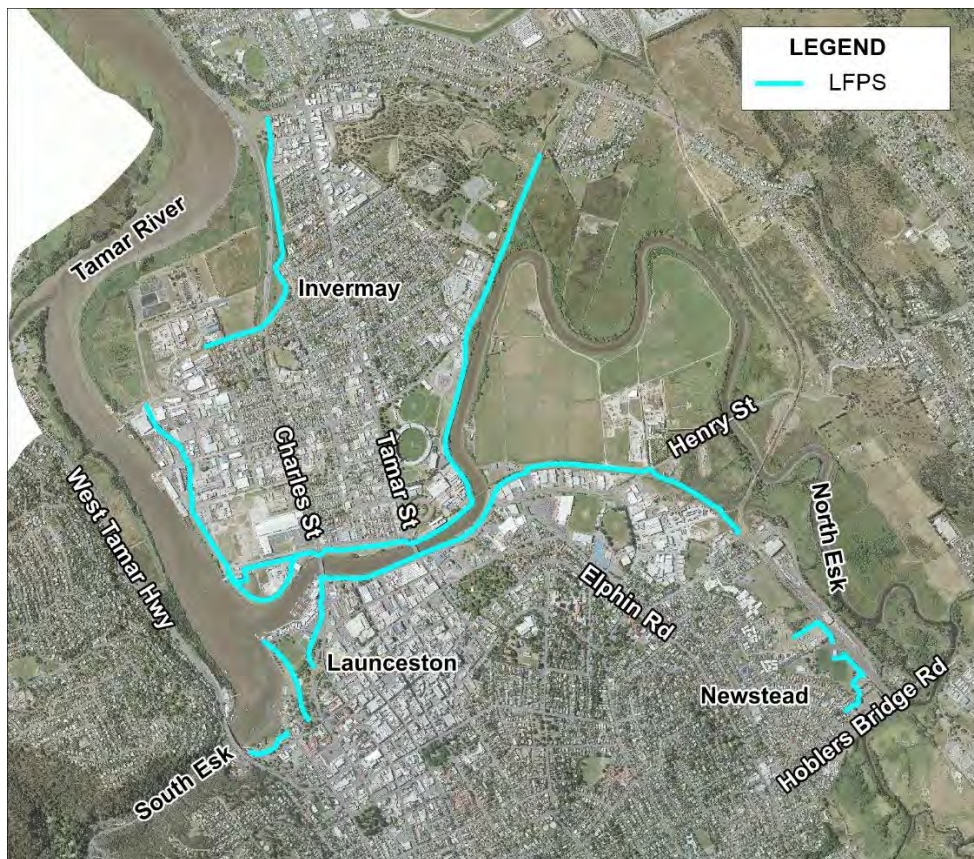 LEGEND
LFPS
Tamar River
Invermay
Charles St
Tamar St
Henry St
West Tamar Hwy
North Esk
Elphin Rd
Launceston
Newstead
Hoblers Bridge Rd
South Esk